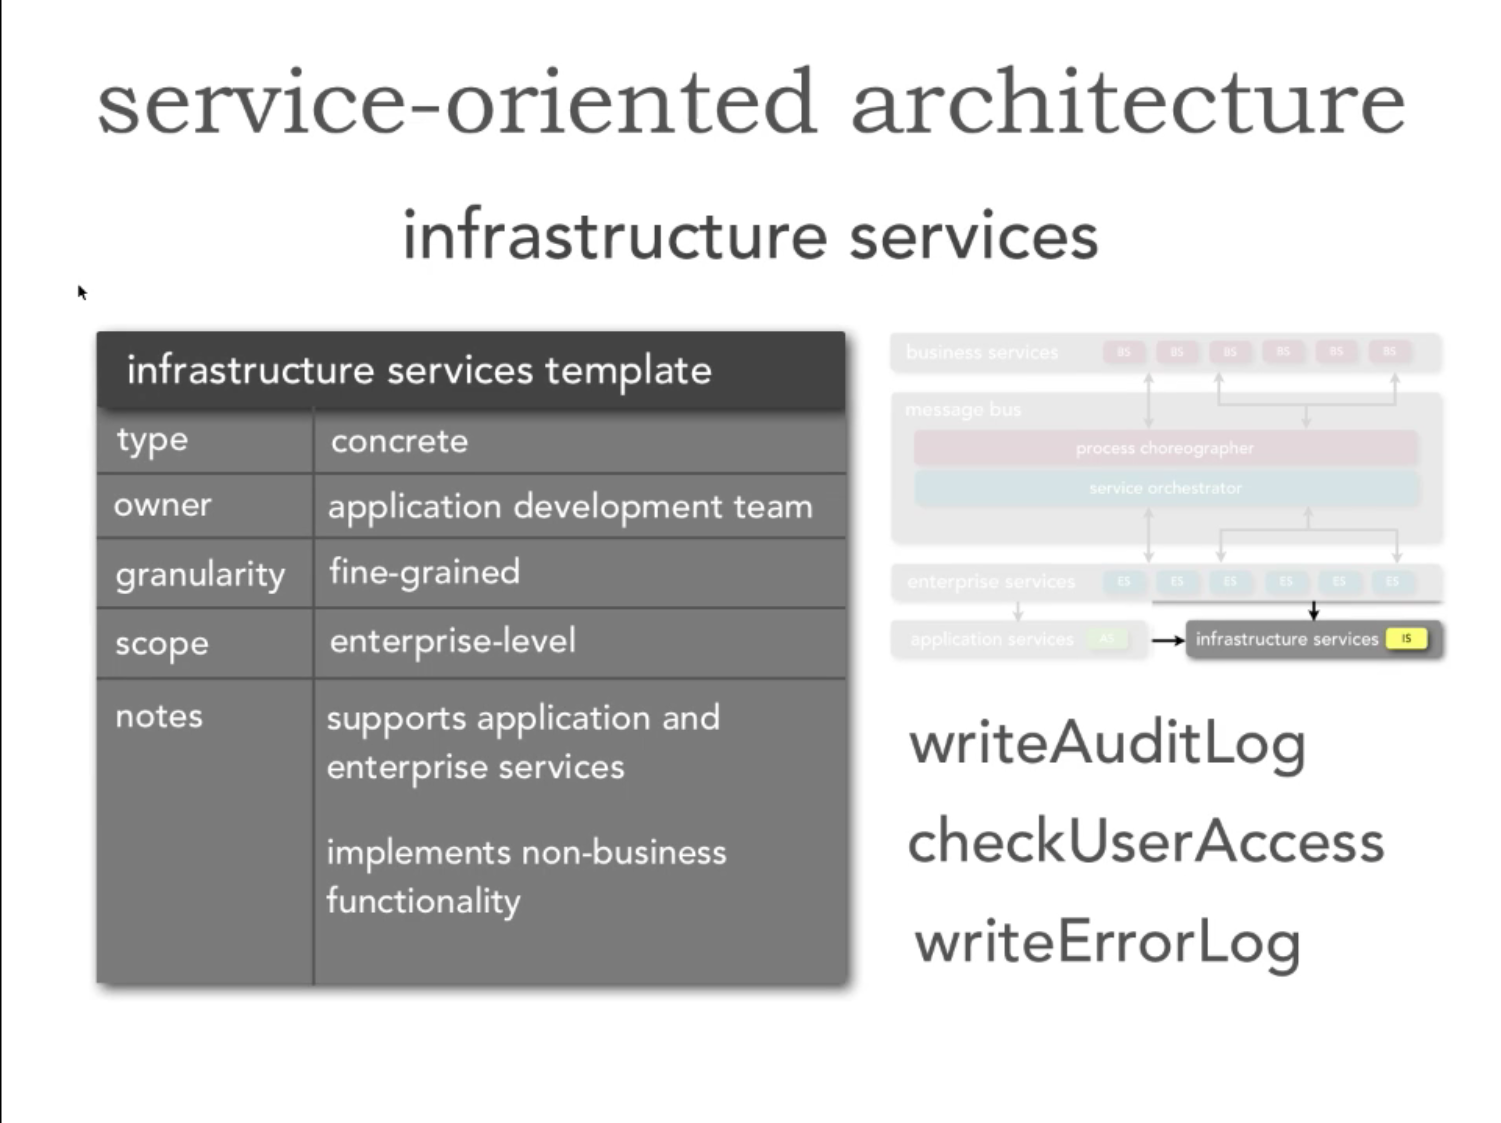 service-oriented architecture
infrastructure services
infrastructure services template
type
concrete
owner
application development team
granularity
fine-grained
scope
enterprise-level
notes
supports application and
enterprise services
implements non-business
functionality
business services
BS BS BS BS BS BS
message bus
process choreographer
service orchestrator
enterprise services
ES ES ES ES ES ES
application services
AS
infrastructure services
IS
writeAuditLog
checkUserAccess
writeErrorLog